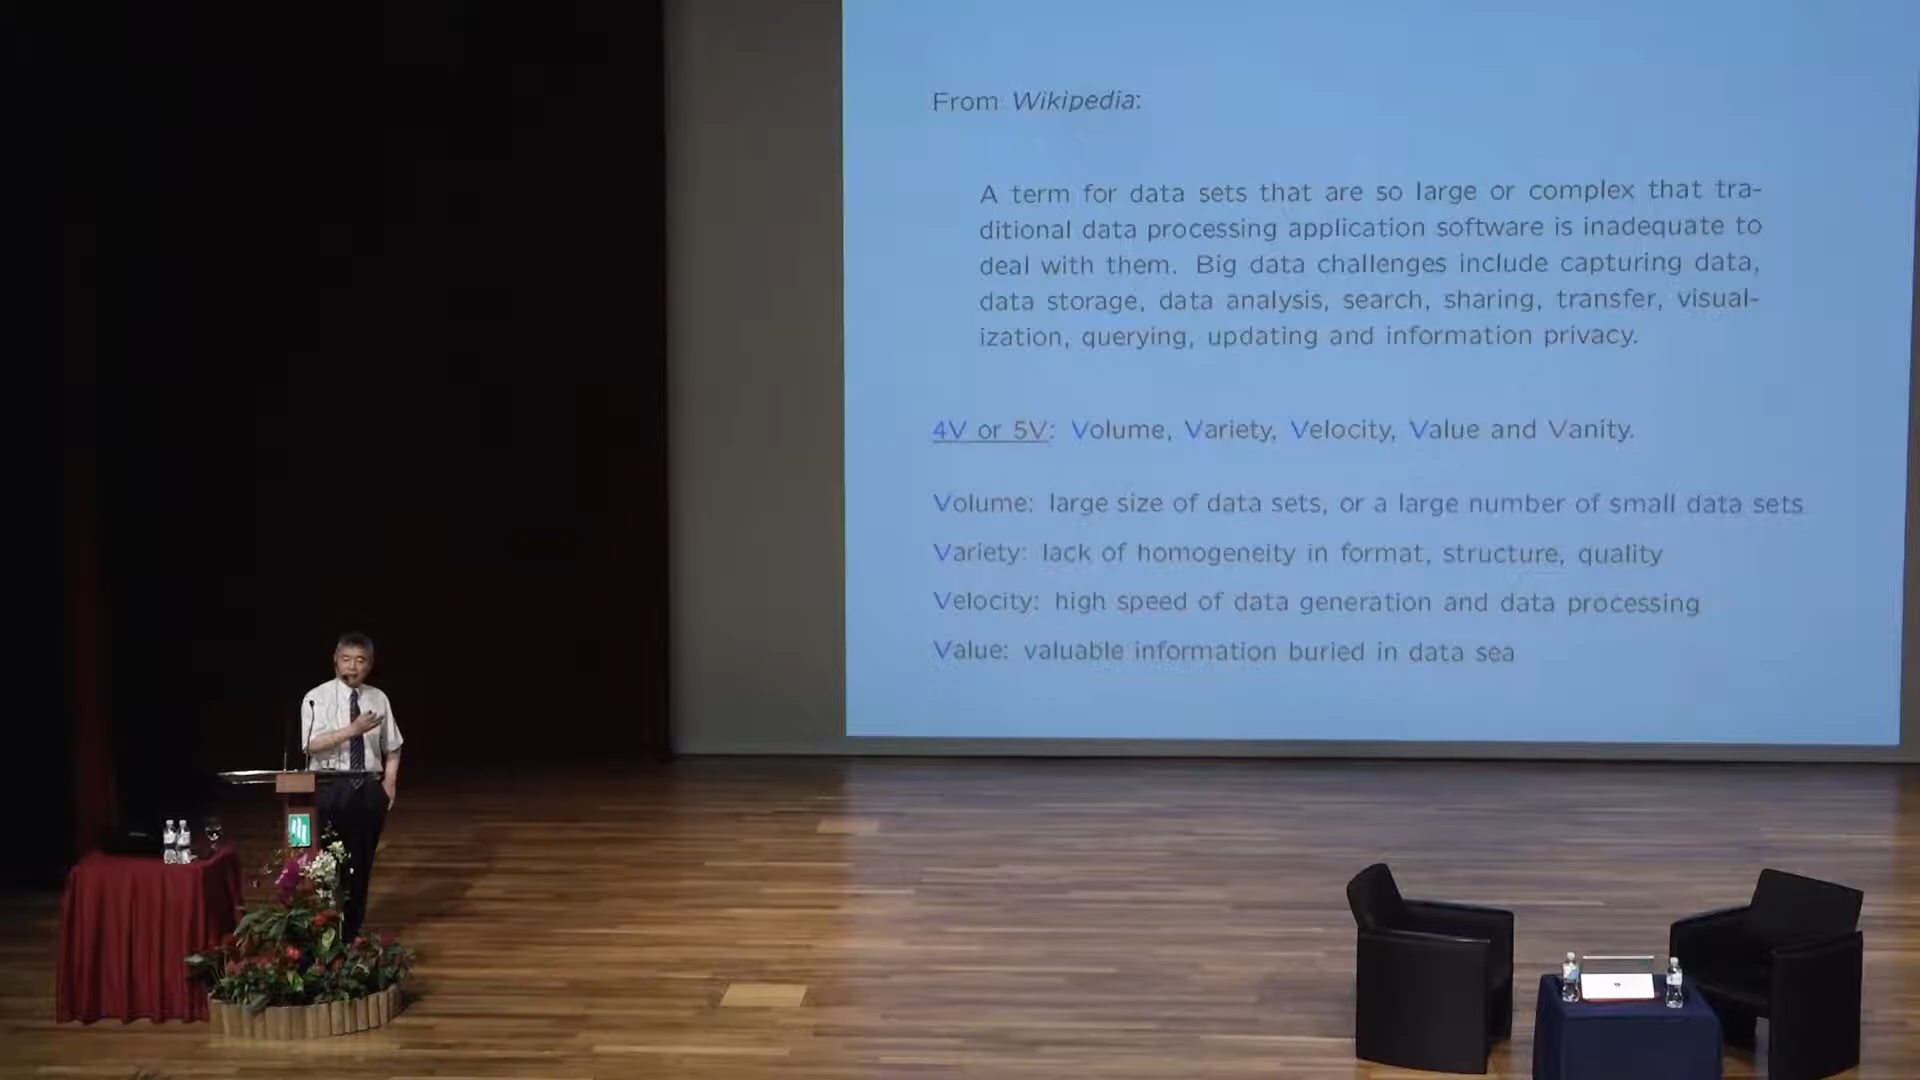 From Wikipedia:
A term for data sets that are so large or complex that tra-
ditional data processing application software is inadequate to
deal with them. Big data challenges include capturing data,
data storage, data analysis, search, sharing, transfer, visual-
ization, querying, updating and information privacy.
4V or 5V: Volume, Variety, Velocity, Value and Vanity.
Volume: large size of data sets, or a large number of small data sets
Variety: lack of homogeneity in format, structure, quality
Velocity: high speed of data generation and data processing
Value: valuable information buried in data sea